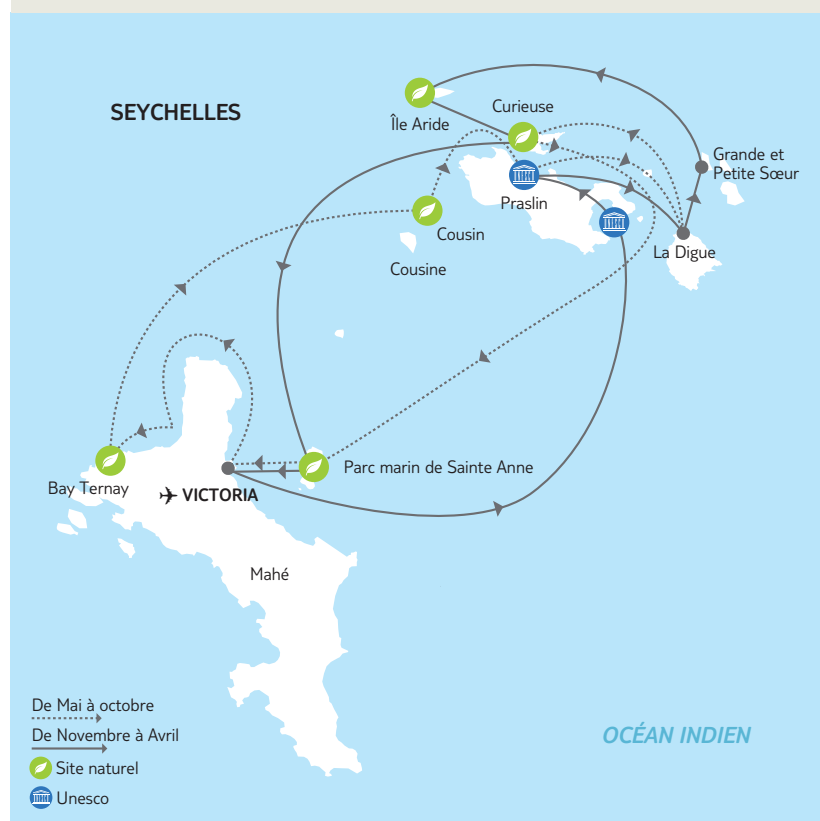 SEYCHELLES
Île Aride
Curieuse
Grande et
Petite Sœur
Praslin
Cousin
La Digue
Cousine
Parc marin de Sainte Anne
Bay Ternay
VICTORIA
Mahé
De Mai à octobre
De Novembre à Avril
Site naturel
Unesco
OCÉAN INDIEN